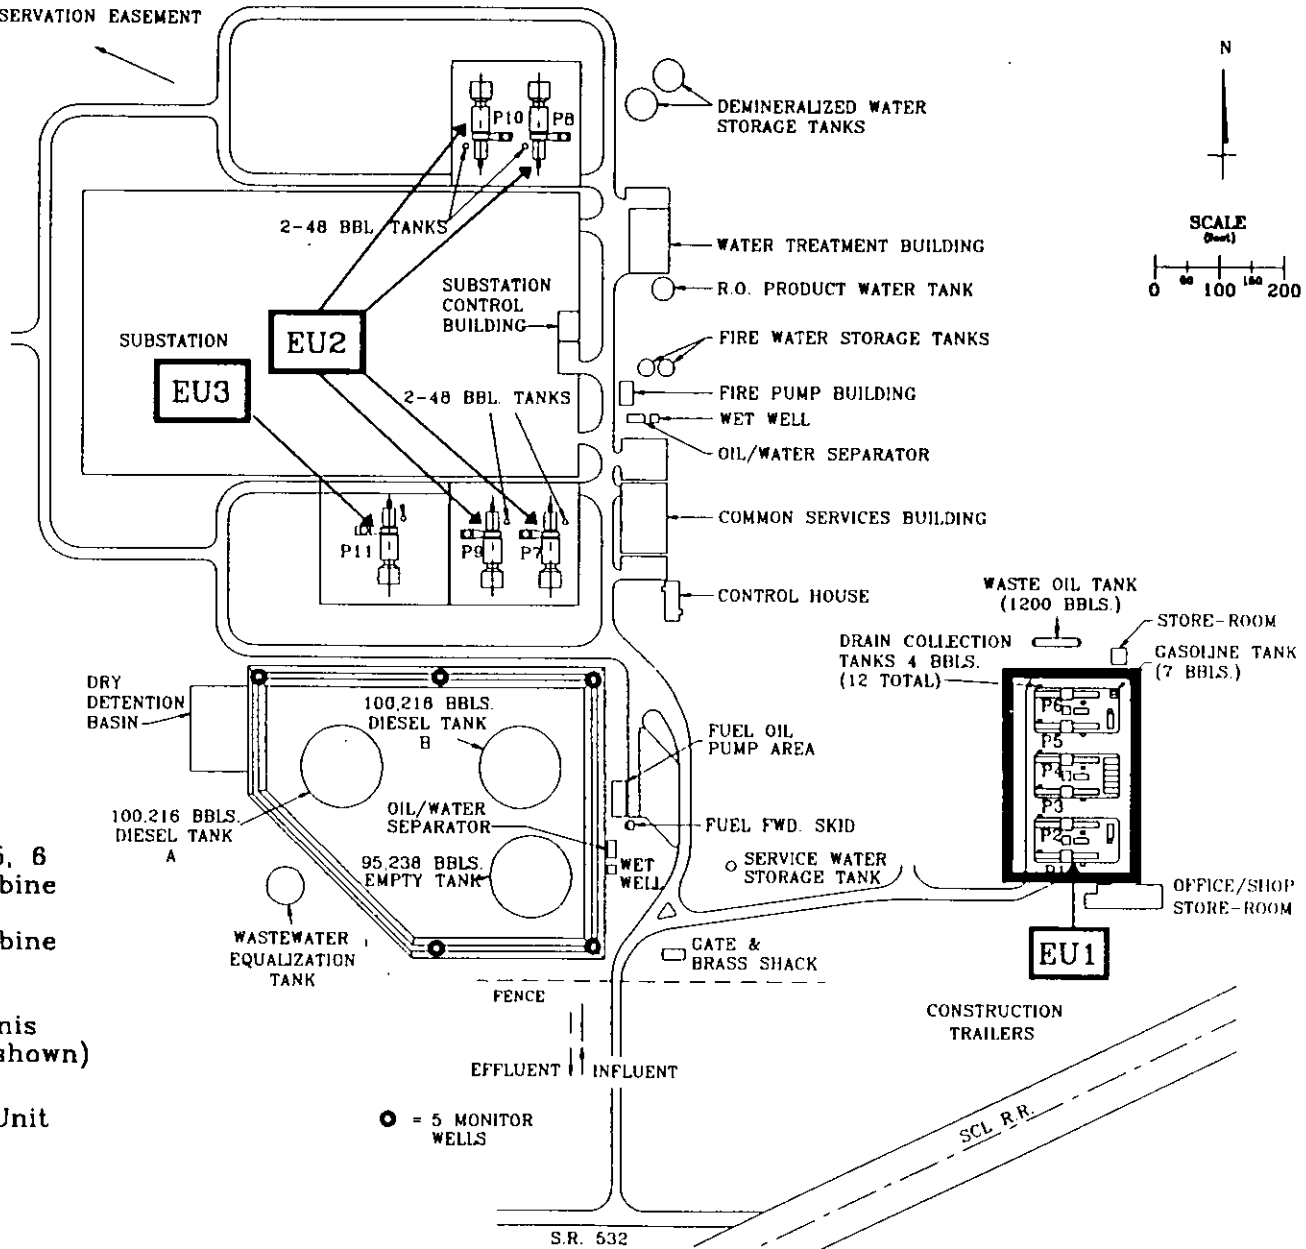 SERVATION EASEMENT
N
P10
P8
DEMINERALIZED WATER
STORAGE TANKS
2-48 BBL. TANKS
SCALE
0
100
200
WATER TREATMENT BUILDING
SUBSTATION
CONTROL
BUILDING
R.O. PRODUCT WATER TANK
EU2
SUBSTATION
FIRE WATER STORAGE TANKS
EU3
2-48 BBL. TANKS
FIRE PUMP BUILDING
WET WELL
OIL/WATER SEPARATOR
COMMON SERVICES BUILDING
P11
P9
P7
CONTROL HOUSE
WASTE OIL TANK
(1200 BBLS.)
STORE-ROOM
DRAIN COLLECTION
TANKS 4 BBLS.
(12 TOTAL)
GASOLINE TANK
(7 BBLS.)
DRY
DETENTION
BASIN
100,216 BBLS.
DIESEL TANK
B
P6
P5
P4
P3
P2
P1
FUEL OIL
PUMP AREA
100,216 BBLS.
DIESEL TANK
A
OIL/WATER
SEPARATOR
FUEL FWD. SKID
95,238 BBLS.
EMPTY TANK
WET
WELL
SERVICE WATER
STORAGE TANK
5, 6
bine
OFFICE/SHOP
STORE-ROOM
bine
WASTEWATER
EQUALIZATION
TANK
GATE &
BRASS SHACK
EU1
FENCE
CONSTRUCTION
TRAILERS
nis
shown)
EFFLUENT
INFLUENT
Unit
= 5 MONITOR
WELLS
SCL R.R.
S.R. 532